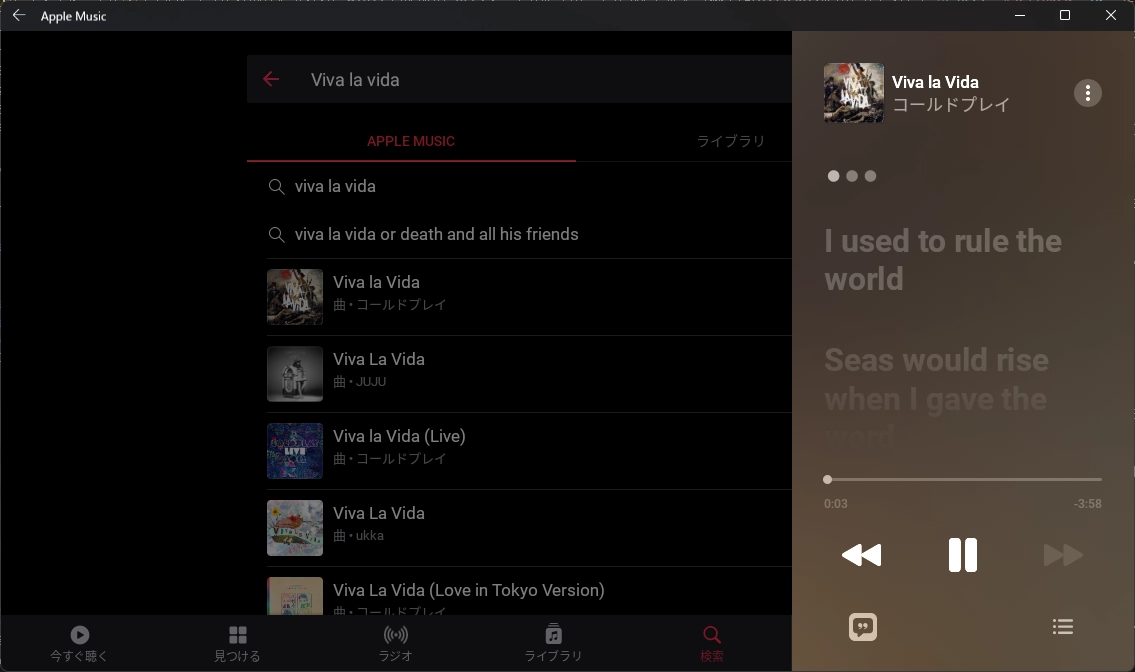 Apple Music
Viva la vida
APPLE MUSIC
ライブラリ
viva la vida
viva la vida or death and all his friends
Viva la Vida
曲・コールドプレイ
Viva La Vida
曲・JUJU
Viva la Vida (Live)
曲・コールドプレイ
LIVE
Viva La Vida
曲・ukka
Viva La Vida (Love in Tokyo Version)
曲・コールドプレイ
今すぐ聴く
見つける
ラジオ
ライブラリ
検索
VIVA
LA VIDA
Viva la Vida
コールドプレイ
I used to rule the
world
Seas would rise
when I gave the
word
0:03
-3:58